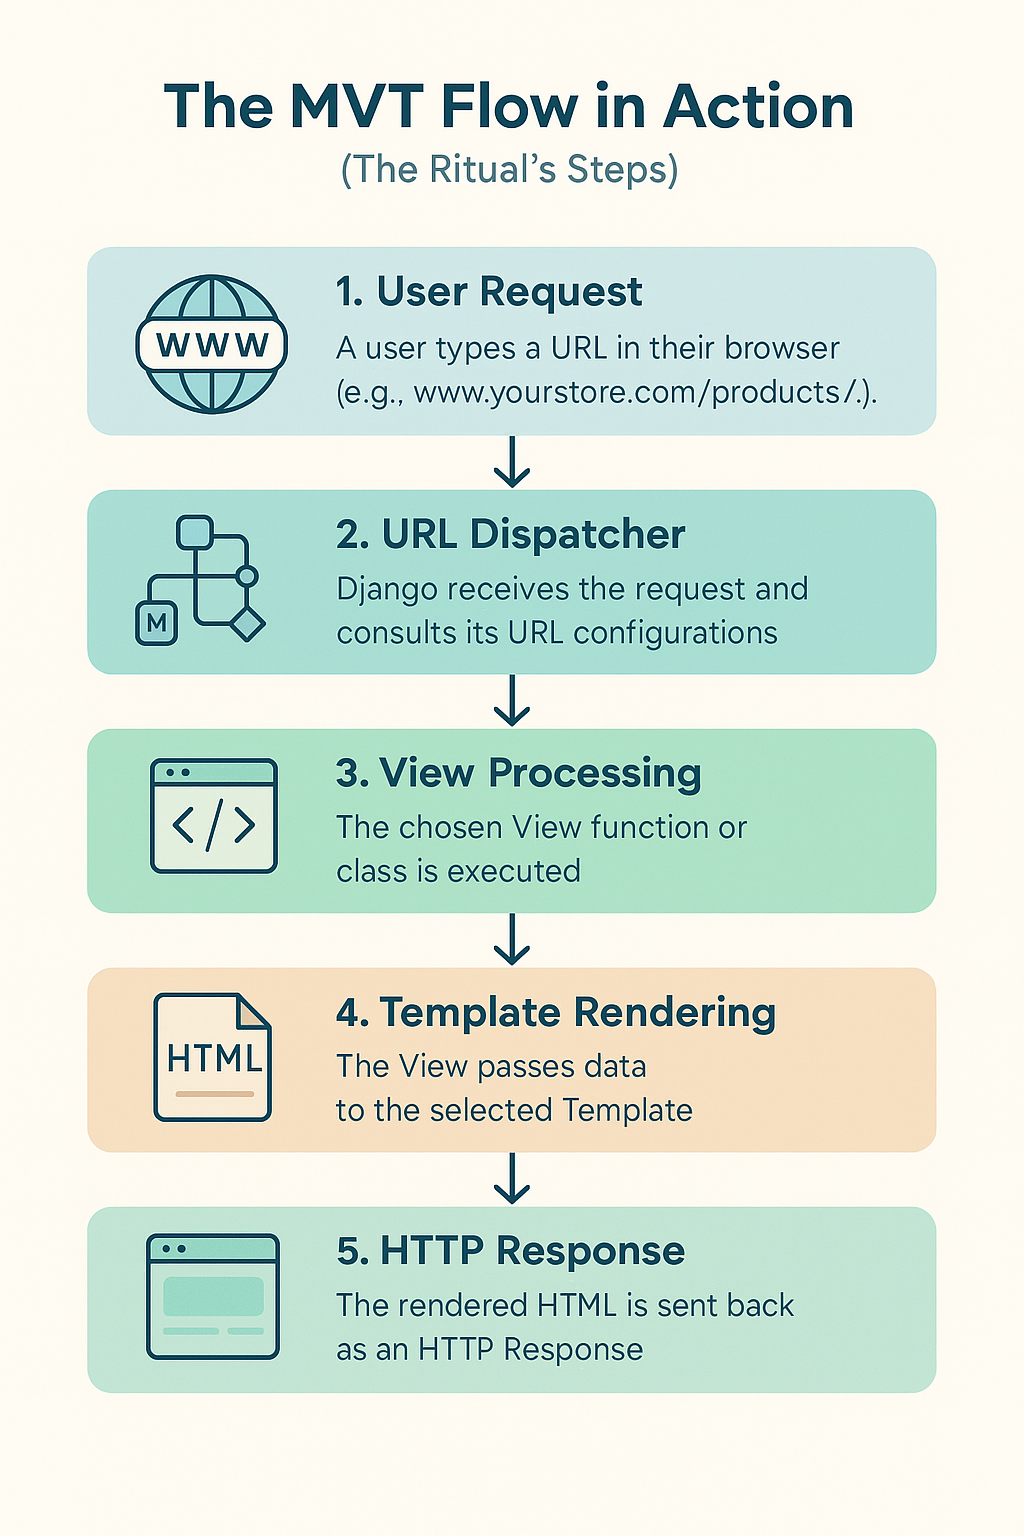 The MVT Flow in Action
(The Ritual's Steps)
WWW
1. User Request
A user types a URL in their browser
(e.g., www.yourstore.com/products/.).
M
2. URL Dispatcher
Django receives the request and
consults its URL configurations
3. View Processing
The chosen View function or
class is executed
</>
HTML
4. Template Rendering
The View passes data
to the selected Template
5. HTTP Response
The rendered HTML is sent back
as an HTTP Response